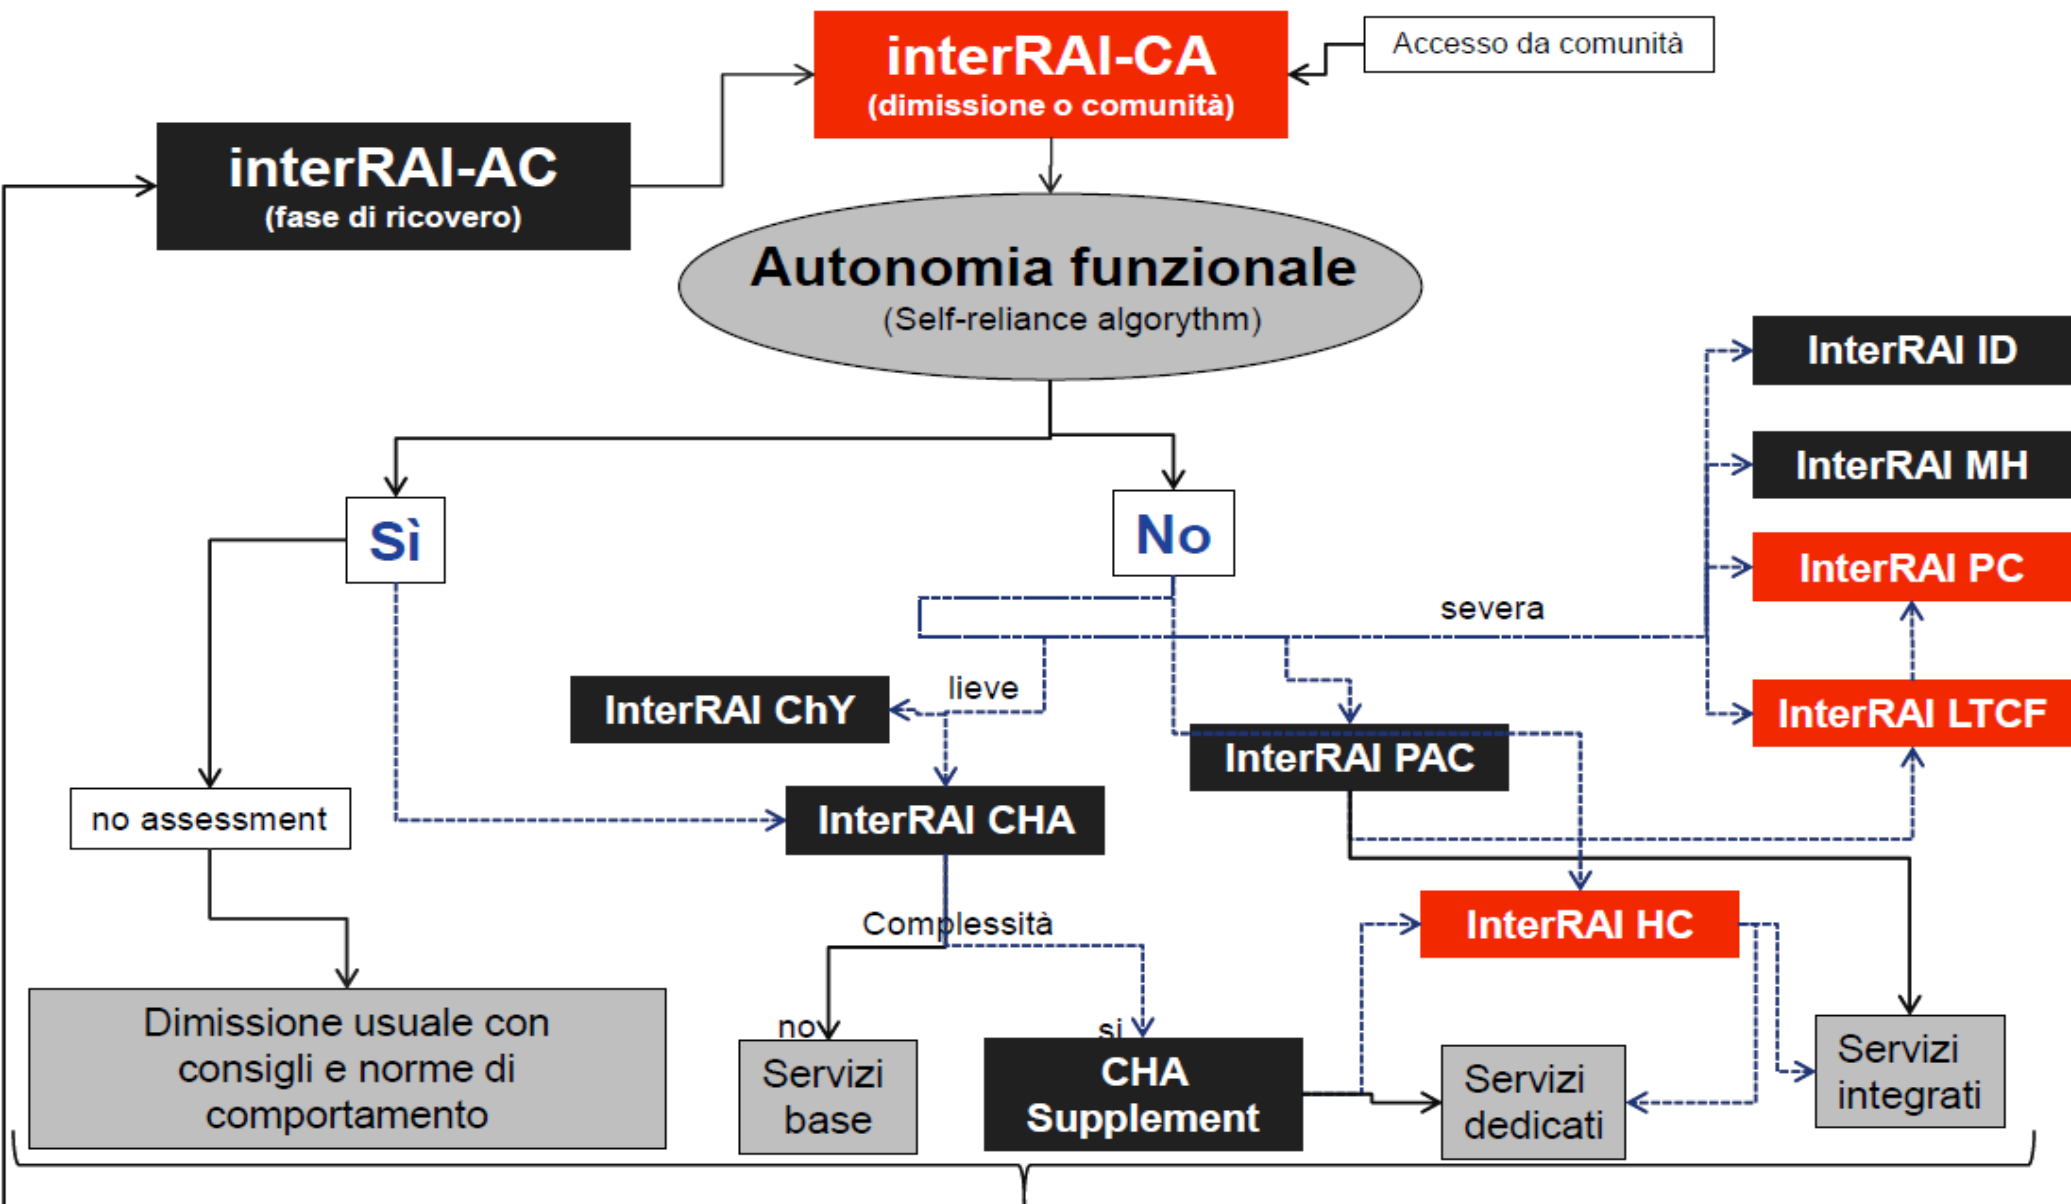 interRAI-CA
(dimissione o comunità)
Accesso da comunità
interRAI-AC
(fase di ricovero)
Autonomia funzionale
(Self-reliance algorythm)
InterRAI ID
InterRAI MH
Sì
No
InterRAI PC
severa
InterRAI ChY
lieve
InterRAI LTCF
InterRAI PAC
no assessment
InterRAI CHA
Complessità
InterRAI HC
Dimissione usuale con
consigli e norme di
comportamento
no
Servizi
base
si
CHA
Supplement
Servizi
dedicati
Servizi
integrati